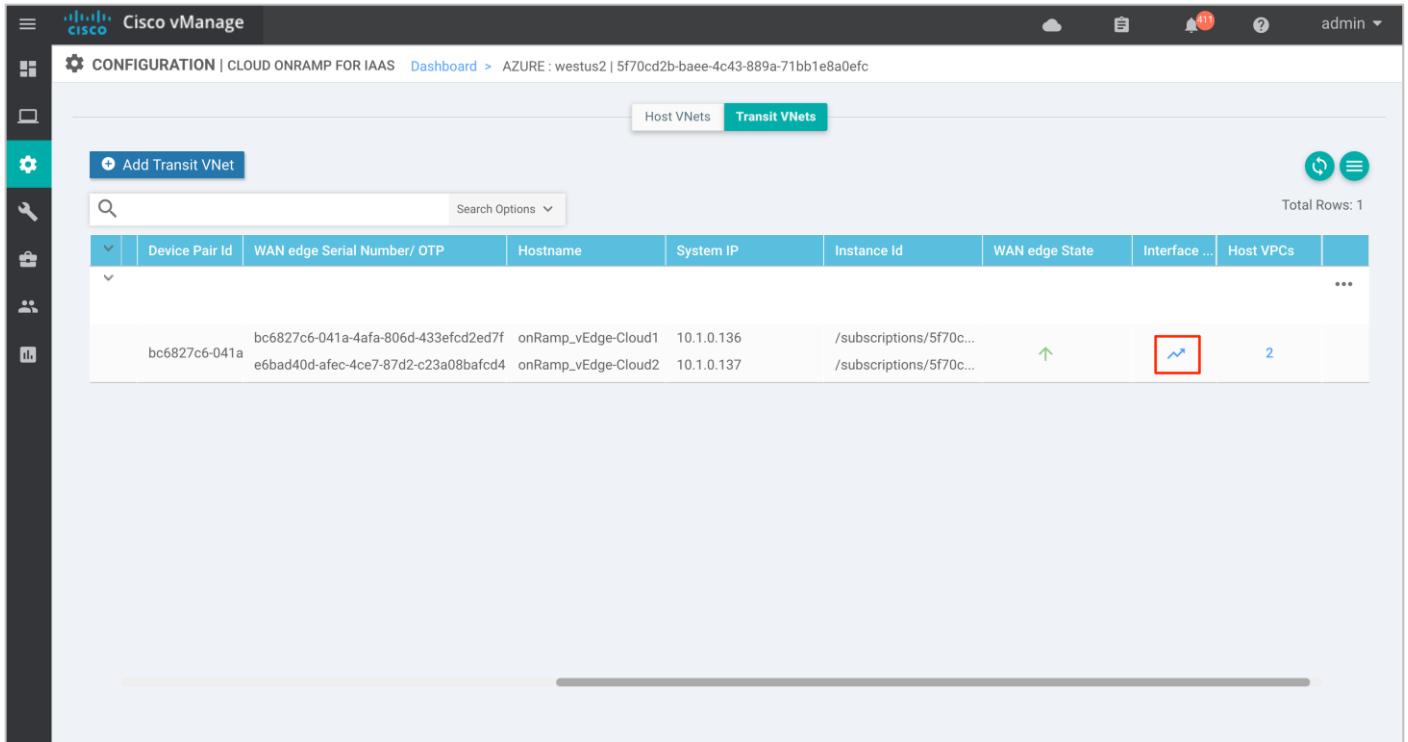 cisco Cisco vManage 411 admin
CONFIGURATION | CLOUD ONRAMP FOR IAAS Dashboard > AZURE : westus2 | 5f70cd2b-baee-4c43-889a-71bb1e8a0efc
Host VNets Transit VNets
Add Transit VNet
Search Options Total Rows: 1
Device Pair Id WAN edge Serial Number/ OTP Hostname System IP Instance Id WAN edge State Interface ... Host VPCs
bc6827c6-041a-4afa-806d-433efcd2ed7f onRamp_vEdge-Cloud1 10.1.0.136 /subscriptions/5f70c...
bc6827c6-041a 2
e6bad40d-afec-4ce7-87d2-c23a08bafcd4 onRamp_vEdge-Cloud2 10.1.0.137 /subscriptions/5f70c...